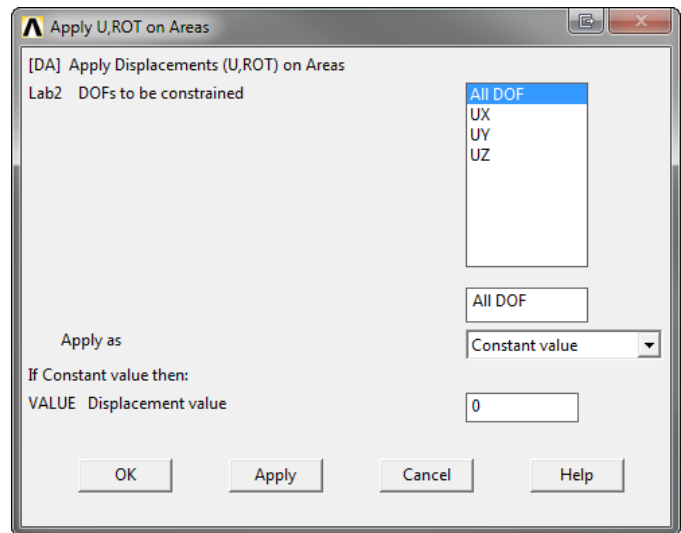 Apply U,ROT on Areas
[DA] Apply Displacements (U,ROT) on Areas
Lab2 DOFs to be constrained
All DOF
UX
UY
UZ
All DOF
Apply as
Constant value
If Constant value then:
VALUE Displacement value
0
OK Apply Cancel Help